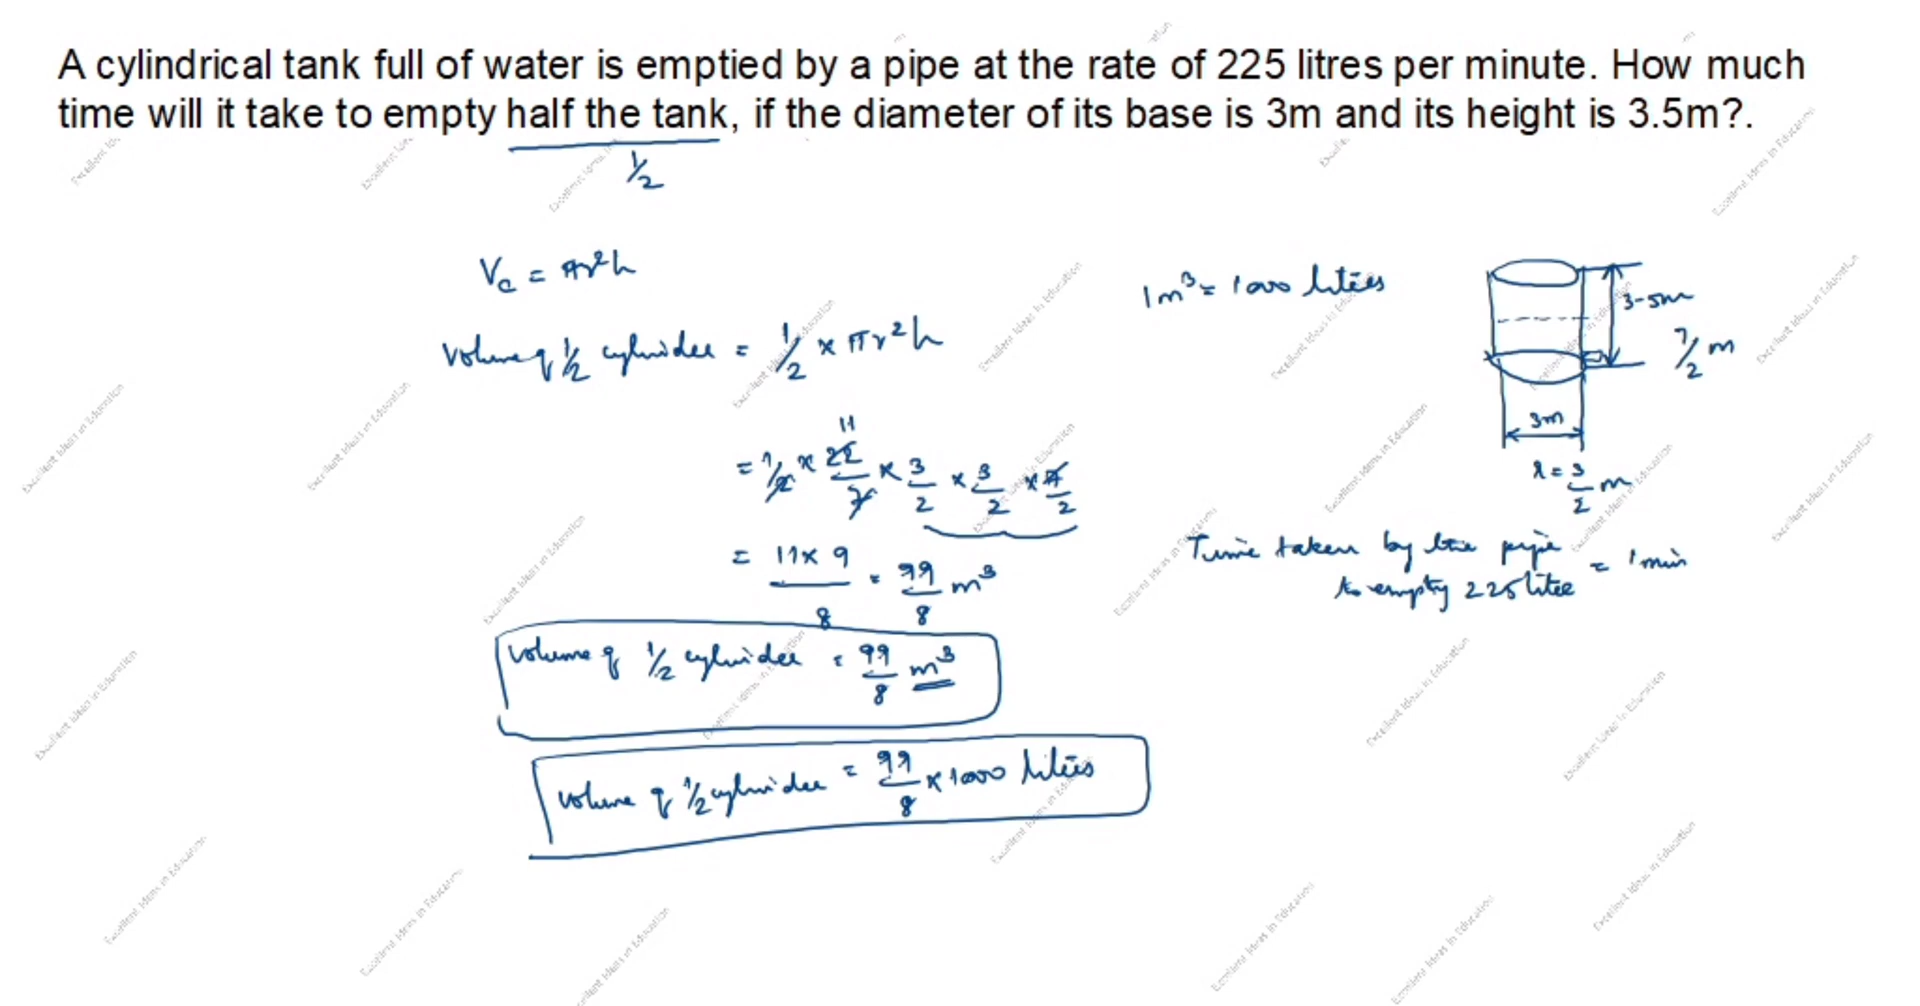 A cylindrical tank full of water is emptied by a pipe at the rate of 225 litres per minute. How much
time will it take to empty half the tank, if the diameter of its base is 3m and its height is 3.5m?.
1/2
Vc = πr²h
1m³ = 1000 litres
3.5m
7/2 m
Volume of 1/2 cylinder = 1/2 × πr²h
3m
r = 3/2 m
11
= 1/2 × 22/7 × 3/2 × 3/2 × 7/2
Time taken by the pipe
to empty 225 litre = 1 min
= 11 × 9/8 = 99/8 m³
Volume of 1/2 cylinder = 99/8 m³
Volume of 1/2 cylinder = 99/8 × 1000 litres
Excellent Ideas in Education